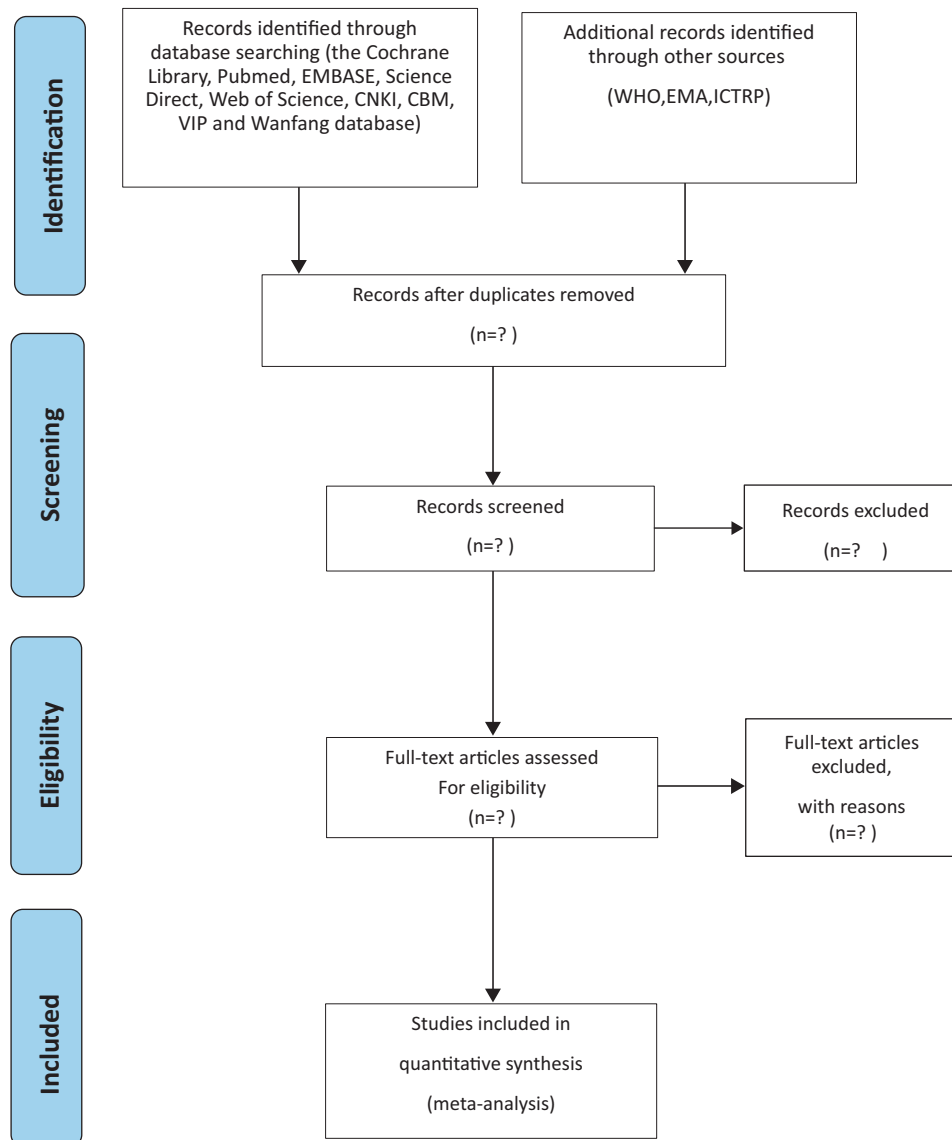 Identification
Records identified through
database searching (the Cochrane
Library, Pubmed, EMBASE, Science
Direct, Web of Science, CNKI, CBM,
VIP and Wanfang database)
Additional records identified
through other sources
(WHO,EMA,ICTRP)
Records after duplicates removed
(n=? )
Screening
Records screened
(n=? )
Records excluded
(n=? )
Eligibility
Full-text articles assessed
For eligibility
(n=? )
Full-text articles
excluded,
with reasons
(n=? )
Included
Studies included in
quantitative synthesis
(meta-analysis)